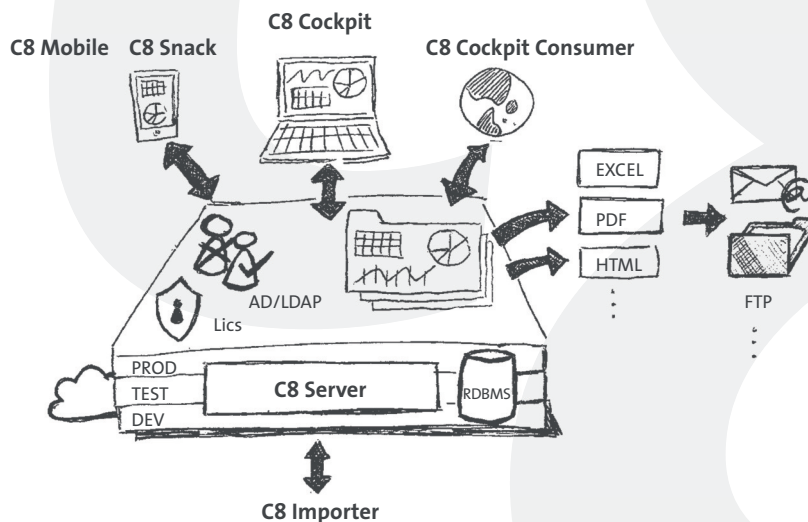 C8 Cockpit
C8 Mobile C8 Snack
C8 Cockpit Consumer
EXCEL
@
PDF
HTML
AD/LDAP
FTP
Lics
PROD
C8 Server
RDBMS
TEST
DEV
C8 Importer